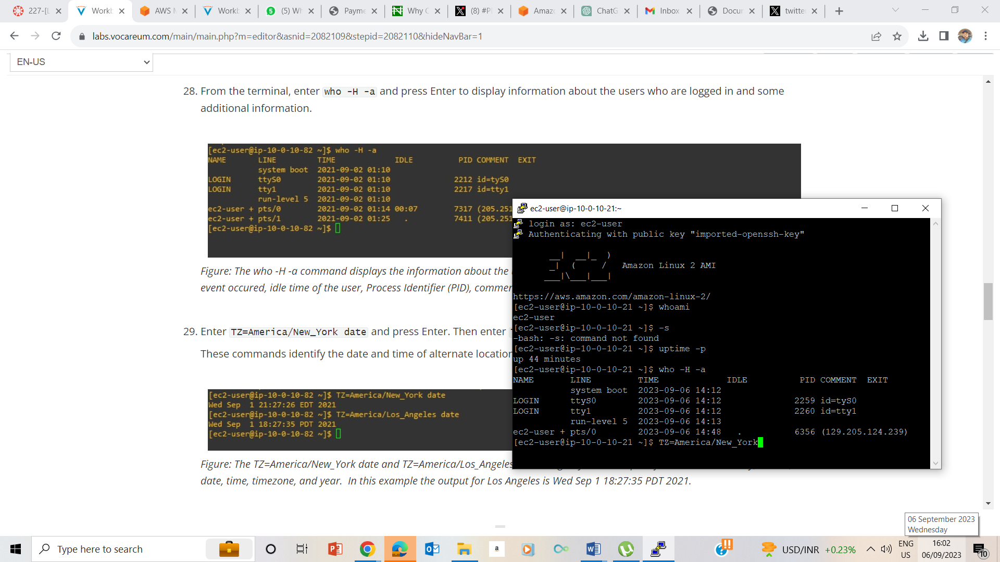 227-[L
Workb
AWS M
Workb
(5) Wh
Payme
Why C
(8) #Pl
Amazo
ChatG
Inbox
Docur
twitte
labs.vocareum.com/main/main.php?m=editor&asnid=2082109&stepid=2082110&hideNavBar=1
EN-US
28. From the terminal, enter who -H -a and press Enter to display information about the users who are logged in and some
additional information.
[ec2-user@ip-10-0-10-82 ~]$ who -H -a
NAME LINE TIME IDLE PID COMMENT EXIT
system boot 2021-09-02 01:10
LOGIN ttyS0 2021-09-02 01:10 2212 id=tyS0
LOGIN tty1 2021-09-02 01:10 2217 id=tty1
run-level 5 2021-09-02 01:10
ec2-user + pts/0 2021-09-02 01:14 00:07 7317 (205.251
ec2-user + pts/1 2021-09-02 01:25 . 7411 (205.251
[ec2-user@ip-10-0-10-82 ~]$
Figure: The who -H -a command displays the information about the
event occured, idle time of the user, Process Identifier (PID), commen
29. Enter TZ=America/New_York date and press Enter. Then enter
These commands identify the date and time of alternate location
[ec2-user@ip-10-0-10-82 ~]$ TZ=America/New_York date
Wed Sep 1 21:27:26 EDT 2021
[ec2-user@ip-10-0-10-82 ~]$ TZ=America/Los_Angeles date
Wed Sep 1 18:27:35 PDT 2021
[ec2-user@ip-10-0-10-82 ~]$
Figure: The TZ=America/New_York date and TZ=America/Los_Angeles
date, time, timezone, and year. In this example the output for Los Angeles is Wed Sep 1 18:27:35 PDT 2021.
ec2-user@ip-10-0-10-21:~
login as: ec2-user
Authenticating with public key "imported-openssh-key"
__| __|_ )
_| ( / Amazon Linux 2 AMI
___|\___|___|
https://aws.amazon.com/amazon-linux-2/
[ec2-user@ip-10-0-10-21 ~]$ whoami
ec2-user
[ec2-user@ip-10-0-10-21 ~]$ -s
-bash: -s: command not found
[ec2-user@ip-10-0-10-21 ~]$ uptime -p
up 44 minutes
[ec2-user@ip-10-0-10-21 ~]$ who -H -a
NAME LINE TIME IDLE PID COMMENT EXIT
system boot 2023-09-06 14:12
LOGIN ttyS0 2023-09-06 14:12 2259 id=tyS0
LOGIN tty1 2023-09-06 14:12 2260 id=tty1
run-level 5 2023-09-06 14:13
ec2-user + pts/0 2023-09-06 14:48 . 6356 (129.205.124.239)
[ec2-user@ip-10-0-10-21 ~]$ TZ=America/New_York
06 September 2023
Wednesday
Type here to search
USD/INR +0.23%
ENG
US
16:02
06/09/2023
10